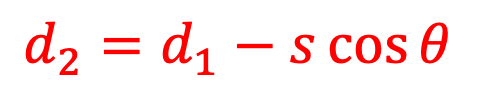 d₂ = d₁ − s cos θ